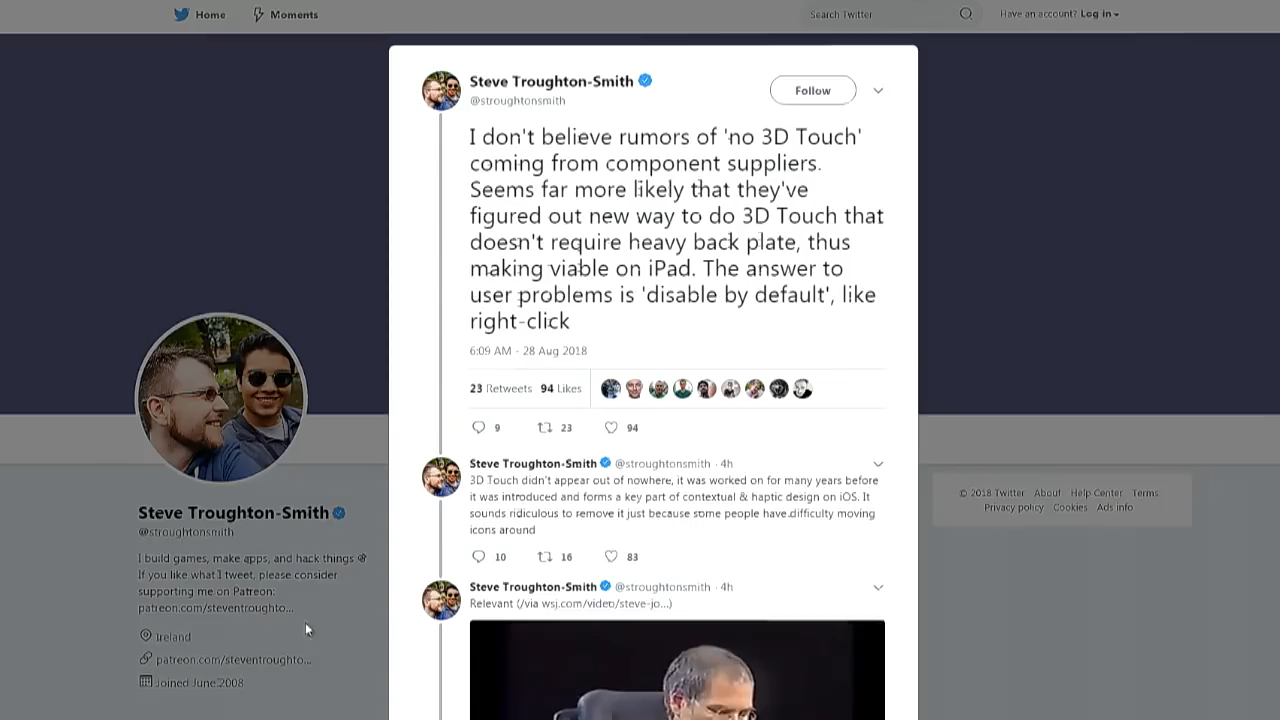 Home
Moments
Search Twitter
Have an account? Log in
Steve Troughton-Smith
@stroughtonsmith
Follow
I don't believe rumors of 'no 3D Touch'
coming from component suppliers.
Seems far more likely that they've
figured out new way to do 3D Touch that
doesn't require heavy back plate, thus
making viable on iPad. The answer to
user problems is 'disable by default', like
right-click
6:09 AM - 28 Aug 2018
23 Retweets 94 Likes
9 23 94
Steve Troughton-Smith @stroughtonsmith · 4h
3D Touch didn't appear out of nowhere, it was worked on for many years before
it was introduced and forms a key part of contextual & haptic design on iOS. It
sounds ridiculous to remove it just because some people have difficulty moving
icons around
10 16 83
Steve Troughton-Smith @stroughtonsmith · 4h
Relevant (/via wsj.com/video/steve-jo...)
Steve Troughton-Smith
@stroughtonsmith
I build games, make apps, and hack things
If you like what I tweet, please consider
supporting me on Patreon:
patreon.com/steventroughto...
Ireland
patreon.com/steventroughto...
Joined June 2008
© 2018 Twitter About Help Center Terms
Privacy policy Cookies Ads info